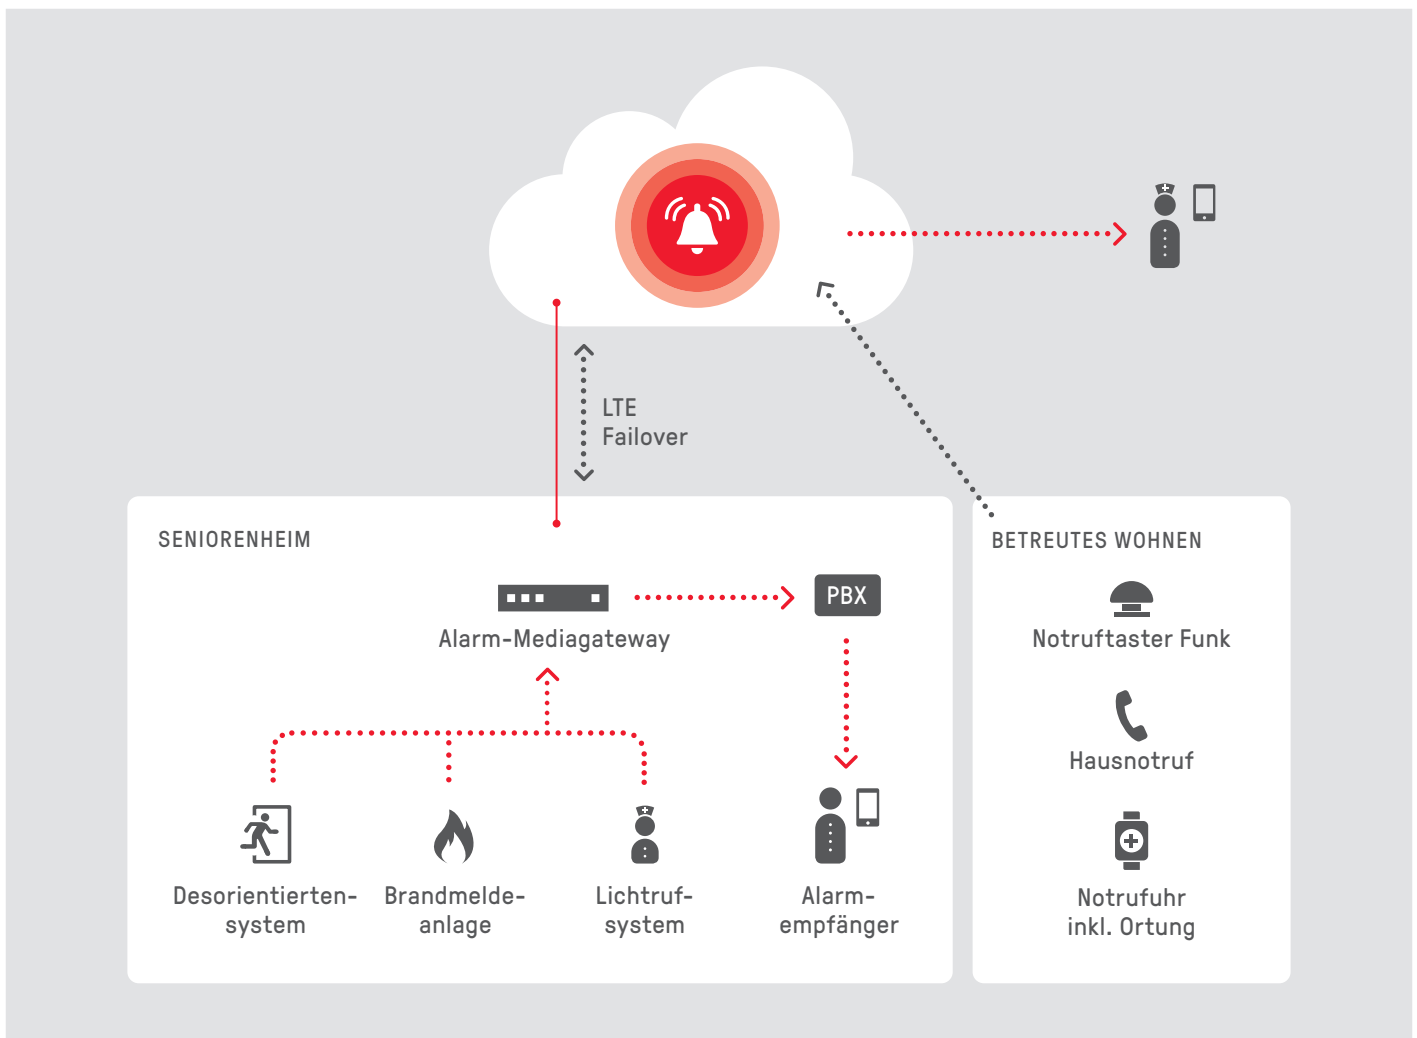 LTE
Failover
SENIORENHEIM
PBX
Alarm-Mediagateway
Desorientierten-
system
Brandmelde-
anlage
Lichtruf-
system
Alarm-
empfänger
BETREUTES WOHNEN
Notruftaster Funk
Hausnotruf
Notrufuhr
inkl. Ortung